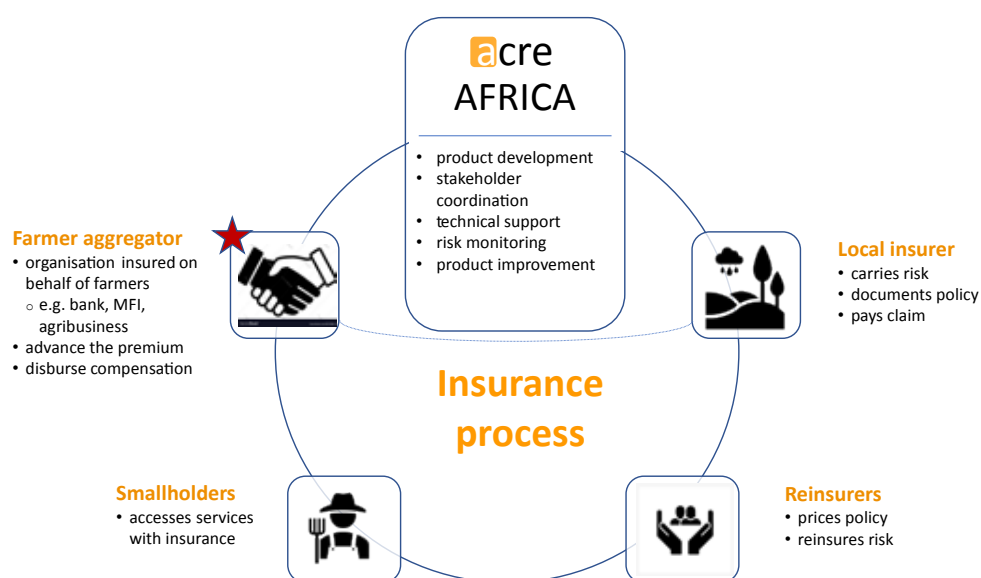 acre
AFRICA
• product development
• stakeholder
coordination
• technical support
• risk monitoring
• product improvement
Farmer aggregator
• organisation insured on
behalf of farmers
o e.g. bank, MFI,
agribusiness
• advance the premium
• disburse compensation
Local insurer
• carries risk
• documents policy
• pays claim
Insurance
process
Smallholders
• accesses services
with insurance
Reinsurers
• prices policy
• reinsures risk